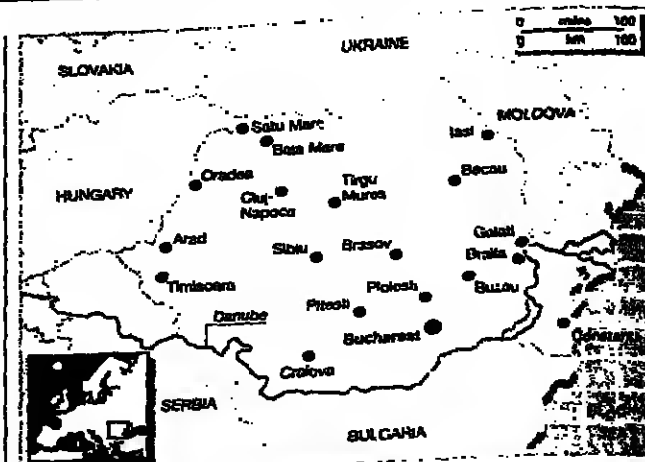 0 miles 100
0 km 100
UKRAINE
SLOVAKIA
MOLDOVA
Satu Mare
Baia Mare
Iasi
Oradea
Cluj-
Napoca
Tirgu
Mures
Bacau
HUNGARY
Arad
Sibiu
Brasov
Galati
Braila
Timisoara
Ploiesti
Buzau
Pitesti
Danube
Bucharest
Constanta
Craiova
SERBIA
BULGARIA